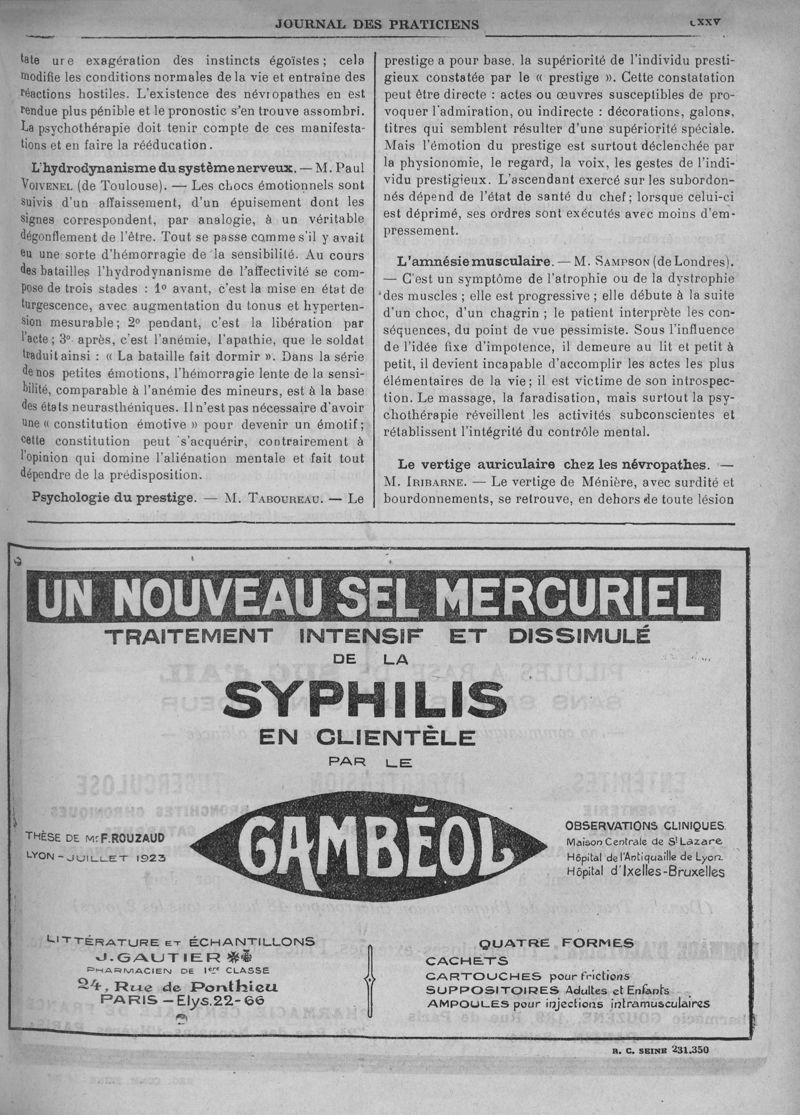 JOURNAL DES PRATICIENS
LXXV
tate une exagération des instincts égoïstes ; cela
modifie les conditions normales de la vie et entraîne des
réactions hostiles. L'existence des névropathes en est
rendue plus pénible et le pronostic s'en trouve assombri.
La psychothérapie doit tenir compte de ces manifesta-
tions et en faire la rééducation.
L'hydrodynanisme du système nerveux. — M. Paul
VOIVENEL (de Toulouse). — Les chocs émotionnels sont
suivis d'un affaissement, d'un épuisement dont les
signes correspondent, par analogie, à un véritable
dégonflement de l'être. Tout se passe comme s'il y avait
eu une sorte d'hémorragie de la sensibilité. Au cours
des batailles l'hydrodynanisme de l'affectivité se com-
pose de trois stades : 1º avant, c'est la mise en état de
turgescence, avec augmentation du tonus et hyperten-
sion mesurable ; 2º pendant, c'est la libération par
l'acte ; 3º après, c'est l'anémie, l'apathie, que le soldat
traduit ainsi : « La bataille fait dormir ». Dans la série
de nos petites émotions, l'hémorragie lente de la sensi-
bilité, comparable à l'anémie des mineurs, est à la base
des états neurasthéniques. Il n'est pas nécessaire d'avoir
une « constitution émotive » pour devenir un émotif ;
cette constitution peut s'acquérir, contrairement à
l'opinion qui domine l'aliénation mentale et fait tout
dépendre de la prédisposition.
Psychologie du prestige. — M. TABOUREAU. — Le
prestige a pour base, la supériorité de l'individu presti-
gieux constatée par le « prestige ». Cette constatation
peut être directe : actes ou œuvres susceptibles de pro-
voquer l'admiration, ou indirecte : décorations, galons,
titres qui semblent résulter d'une supériorité spéciale.
Mais l'émotion du prestige est surtout déclenchée par
la physionomie, le regard, la voix, les gestes de l'indi-
vidu prestigieux. L'ascendant exercé sur les subordon-
nés dépend de l'état de santé du chef ; lorsque celui-ci
est déprimé, ses ordres sont exécutés avec moins d'em-
pressement.
L'amnésie musculaire. — M. SAMPSON (de Londres).
— C'est un symptôme de l'atrophie ou de la dystrophie
des muscles ; elle est progressive ; elle débute à la suite
d'un choc, d'un chagrin ; le patient interprète les con-
séquences, du point de vue pessimiste. Sous l'influence
de l'idée fixe d'impotence, il demeure au lit et petit à
petit, il devient incapable d'accomplir les actes les plus
élémentaires de la vie ; il est victime de son introspec-
tion. Le massage, la faradisation, mais surtout la psy-
chothérapie réveillent les activités subconscientes et
rétablissent l'intégrité du contrôle mental.
Le vertige auriculaire chez les névropathes. —
M. IRIBARNE. — Le vertige de Ménière, avec surdité et
bourdonnements, se retrouve, en dehors de toute lésion
UN NOUVEAU SEL MERCURIEL
TRAITEMENT INTENSIF ET DISSIMULÉ
DE LA
SYPHILIS
EN CLIENTÈLE
PAR LE
GAMBÉOL
THÈSE DE Mr F. ROUZAUD
LYON - JUILLET 1923
OBSERVATIONS CLINIQUES
Maison Centrale de St Lazare
Hôpital de l'Antiquaille de Lyon.
Hôpital d'Ixelles-Bruxelles
LITTÉRATURE ET ÉCHANTILLONS
J. GAUTIER
PHARMACIEN DE 1ère CLASSE
24, Rue de Ponthieu
PARIS — Elys. 22-66
QUATRE FORMES
CACHETS
CARTOUCHES pour frictions
SUPPOSITOIRES Adultes et Enfants
AMPOULES pour injections intramusculaires
R. C. SEINE 231.350